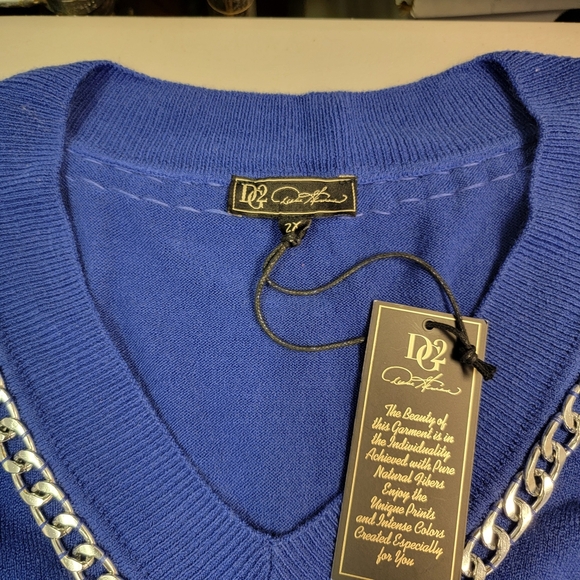 DG2
2X
DG2
The Beauty of
this Garment is in
the Individuality
Achieved with Pure
Natural Fibers
Enjoy the
Unique Prints
and Intense Colors
Created Especially
for You